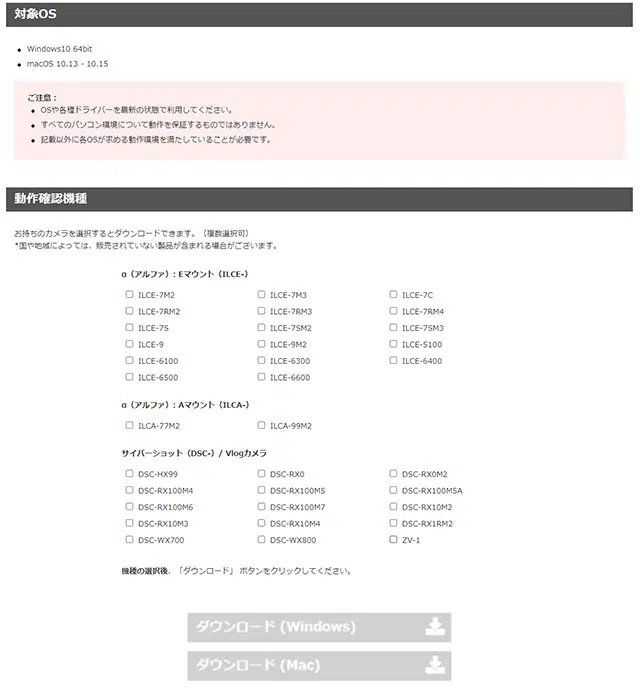 対象OS
Windows10 64bit
macOS 10.13 - 10.15
ご注意：
OSや各種ドライバーを最新の状態で利用してください。
すべてのパソコン環境について動作を保証するものではありません。
記載以外に各OSが求める動作環境を満たしていることが必要です。
動作確認機種
お持ちのカメラを選択するとダウンロードできます。（複数選択可）
*国や地域によっては、販売されていない製品が含まれる場合がございます。
α（アルファ）: Eマウント（ILCE-）
ILCE-7M2 ILCE-7M3 ILCE-7C
ILCE-7RM2 ILCE-7RM3 ILCE-7RM4
ILCE-7S ILCE-7SM2 ILCE-7SM3
ILCE-9 ILCE-9M2 ILCE-5100
ILCE-6100 ILCE-6300 ILCE-6400
ILCE-6500 ILCE-6600
α（アルファ）: Aマウント（ILCA-）
ILCA-77M2 ILCA-99M2
サイバーショット（DSC-）/ Vlogカメラ
DSC-HX99 DSC-RX0 DSC-RX0M2
DSC-RX100M4 DSC-RX100M5 DSC-RX100M5A
DSC-RX100M6 DSC-RX100M7 DSC-RX10M2
DSC-RX10M3 DSC-RX10M4 DSC-RX1RM2
DSC-WX700 DSC-WX800 ZV-1
機種の選択後、「ダウンロード」 ボタンをクリックしてください。
ダウンロード (Windows)
ダウンロード (Mac)